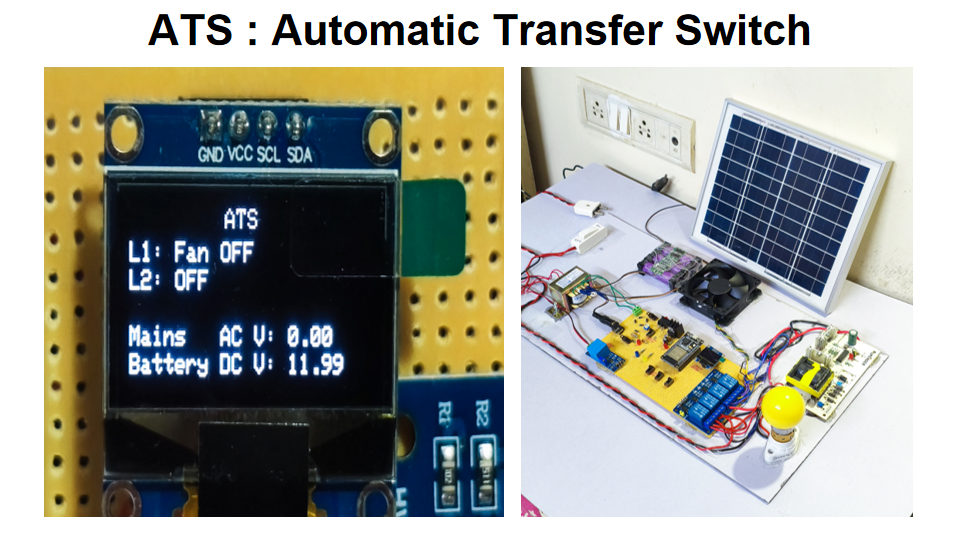 ATS : Automatic Transfer Switch
GND VCC SCL SDA
ATS
L1: Fan OFF
L2: OFF
Mains AC V: 0.00
Battery DC V: 11.99
R1
R2